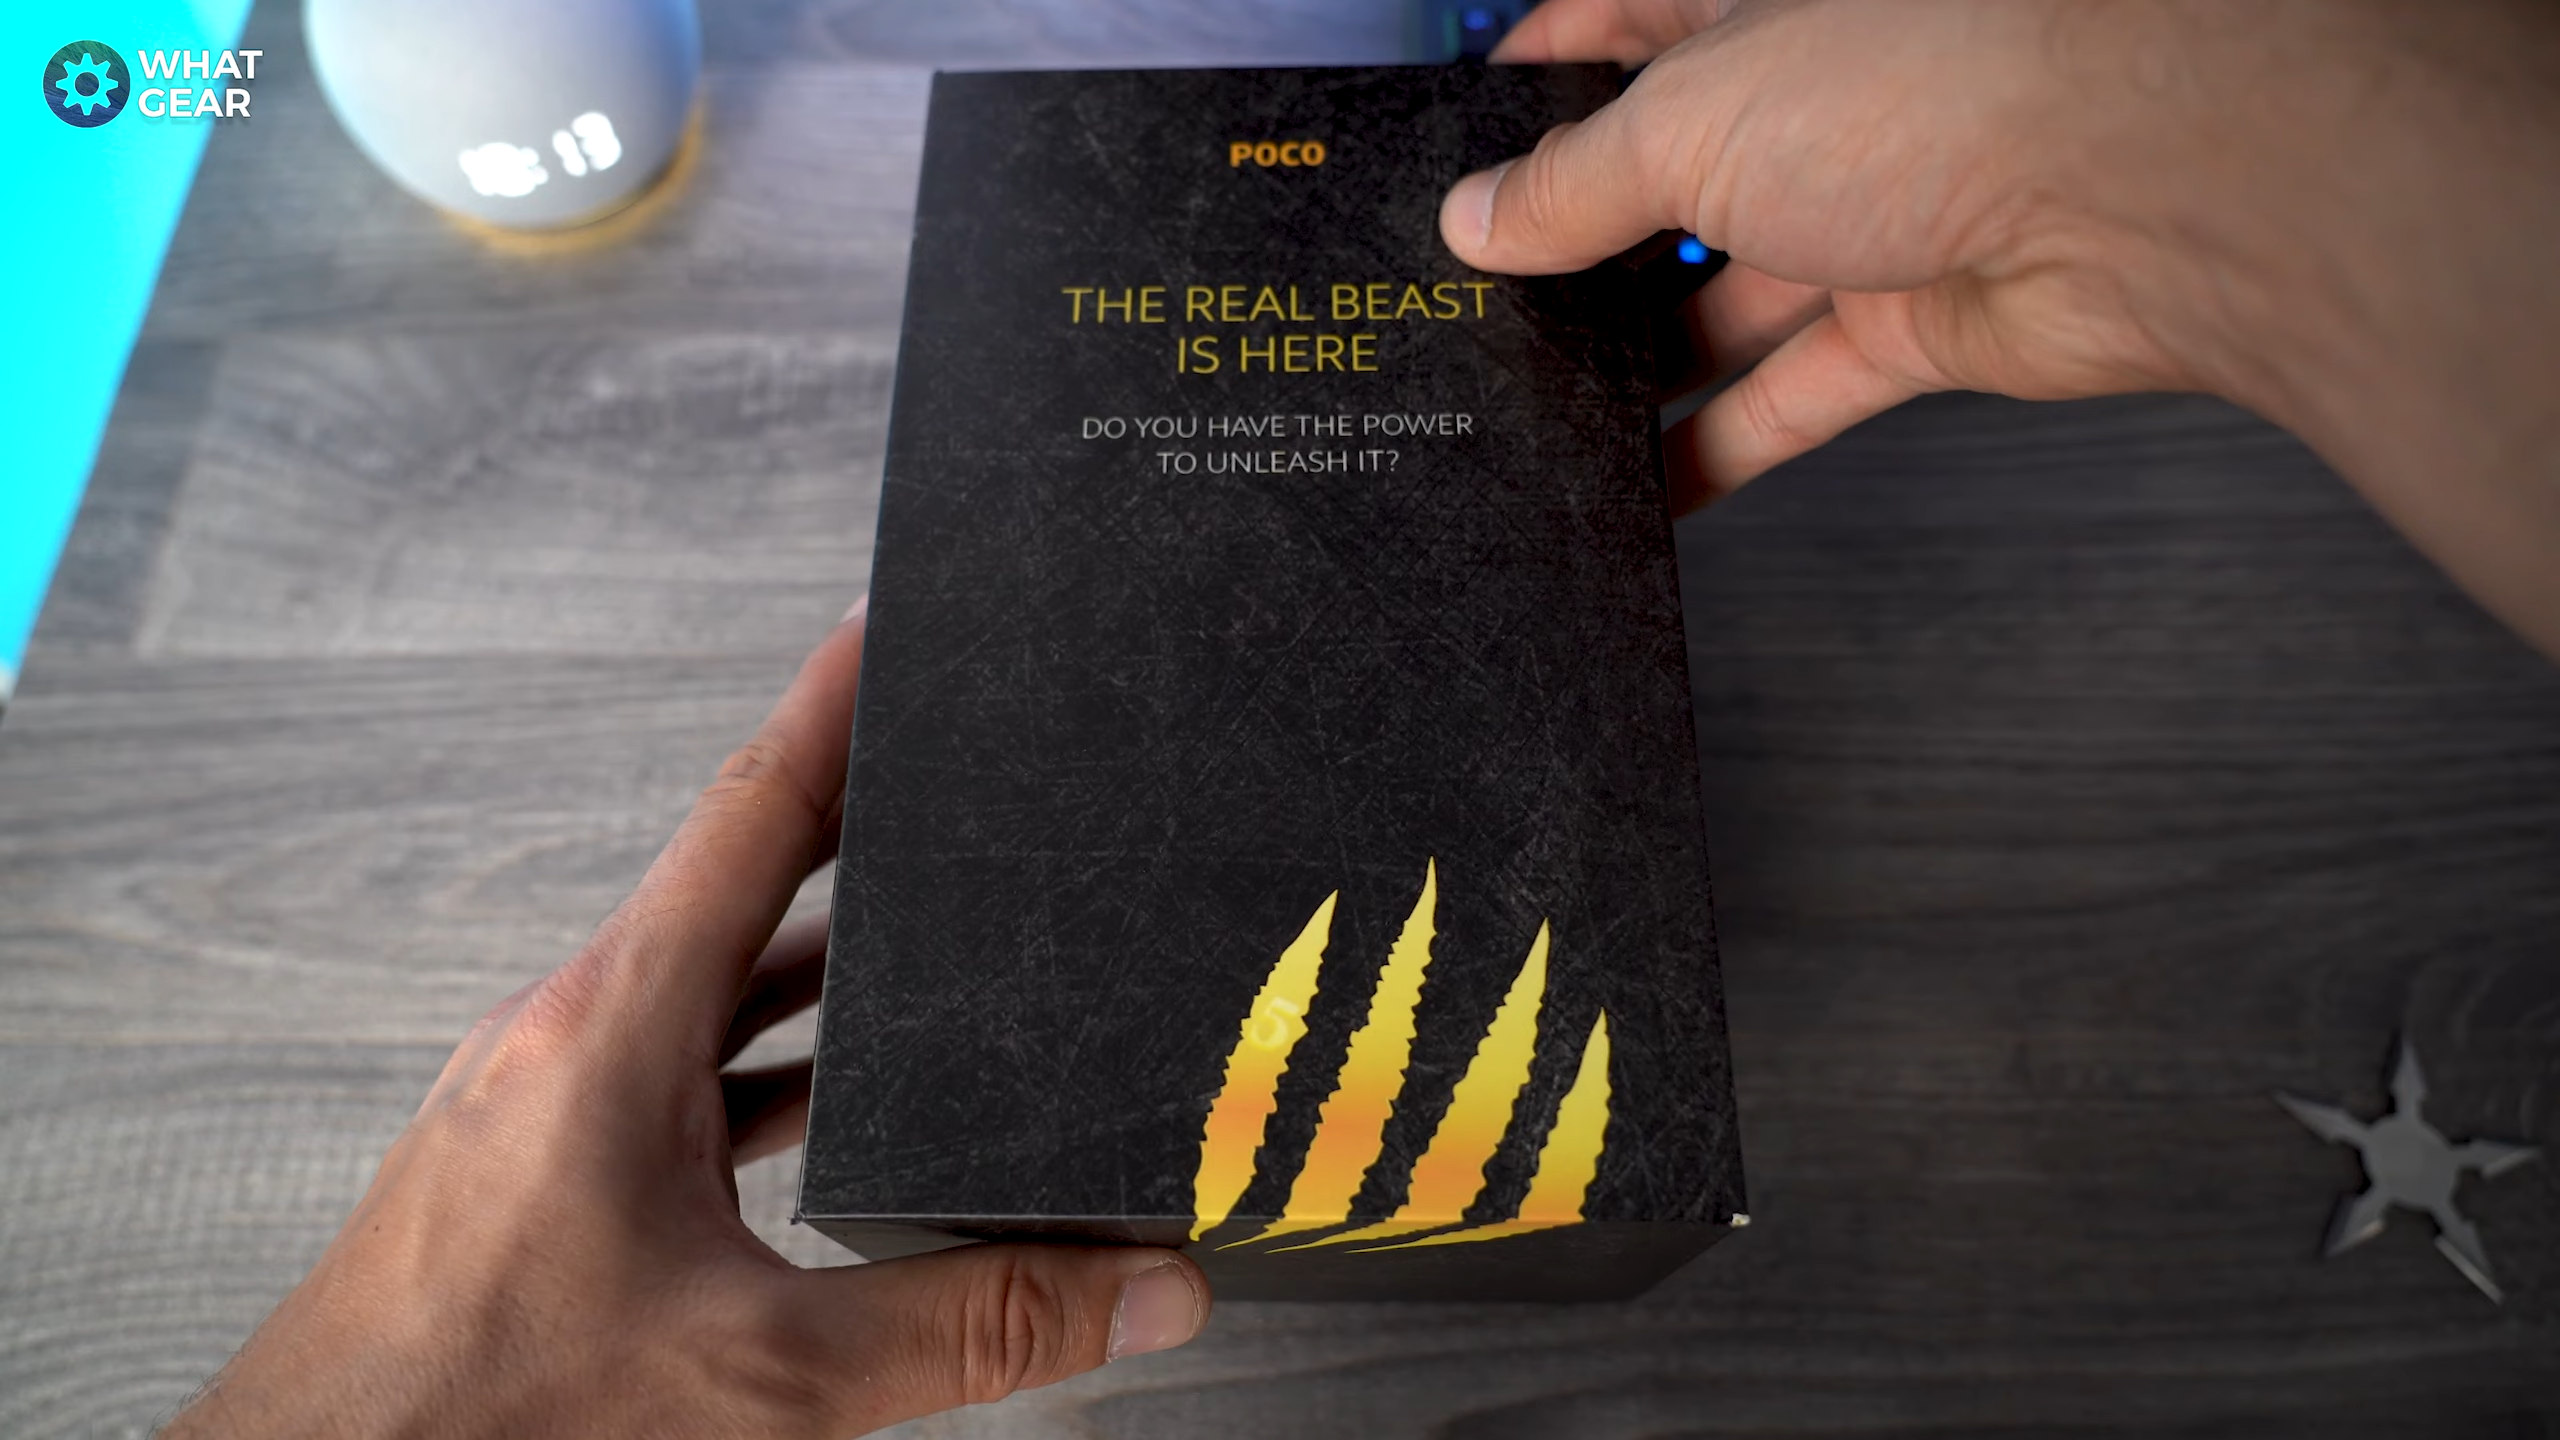 WHAT
GEAR
POCO
THE REAL BEAST
IS HERE
DO YOU HAVE THE POWER
TO UNLEASH IT?
5